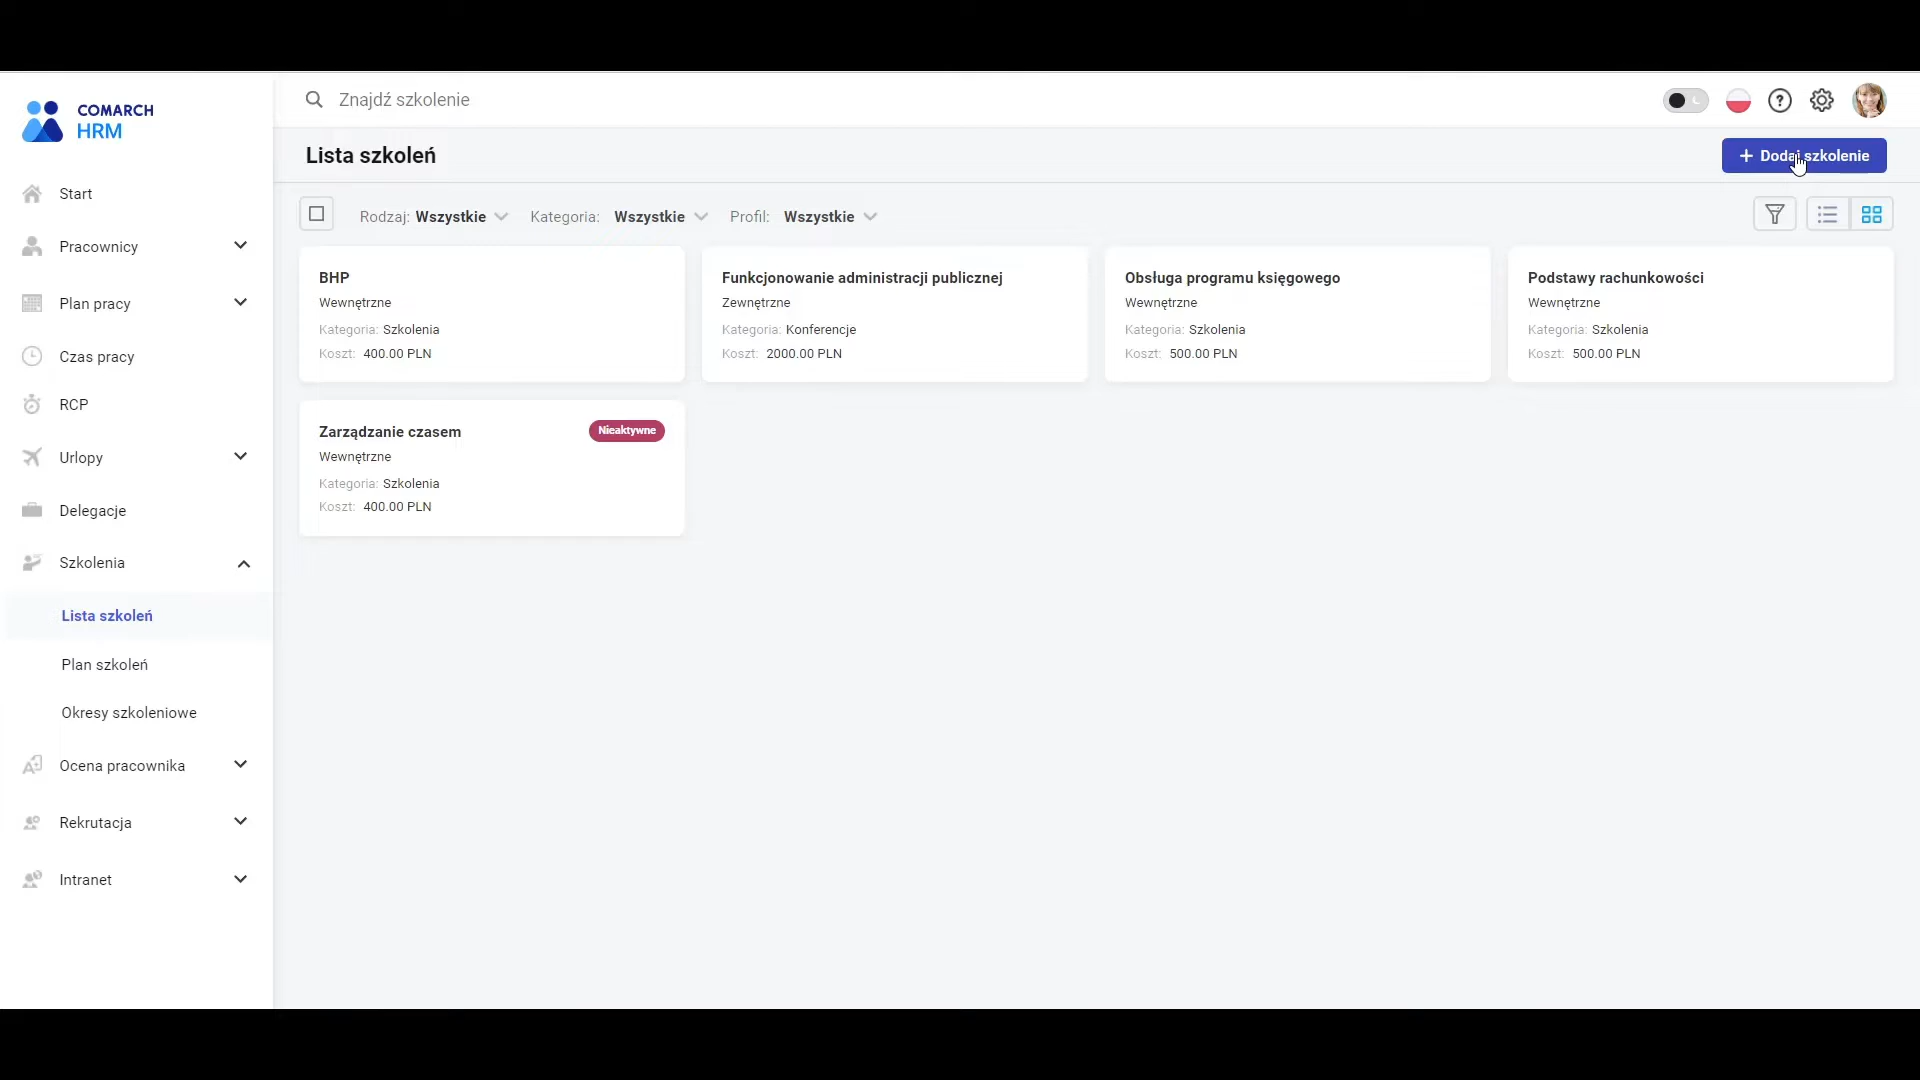 COMARCH
HRM
Znajdź szkolenie
Start
Pracownicy
Plan pracy
Czas pracy
RCP
Urlopy
Delegacje
Szkolenia
Lista szkoleń
Plan szkoleń
Okresy szkoleniowe
Ocena pracownika
Rekrutacja
Intranet
Lista szkoleń
+ Dodaj szkolenie
Rodzaj: Wszystkie Kategoria: Wszystkie Profil: Wszystkie
BHP
Wewnętrzne
Kategoria: Szkolenia
Koszt: 400.00 PLN
Funkcjonowanie administracji publicznej
Zewnętrzne
Kategoria: Konferencje
Koszt: 2000.00 PLN
Obsługa programu księgowego
Wewnętrzne
Kategoria: Szkolenia
Koszt: 500.00 PLN
Podstawy rachunkowości
Wewnętrzne
Kategoria: Szkolenia
Koszt: 500.00 PLN
Zarządzanie czasem
Nieaktywne
Wewnętrzne
Kategoria: Szkolenia
Koszt: 400.00 PLN